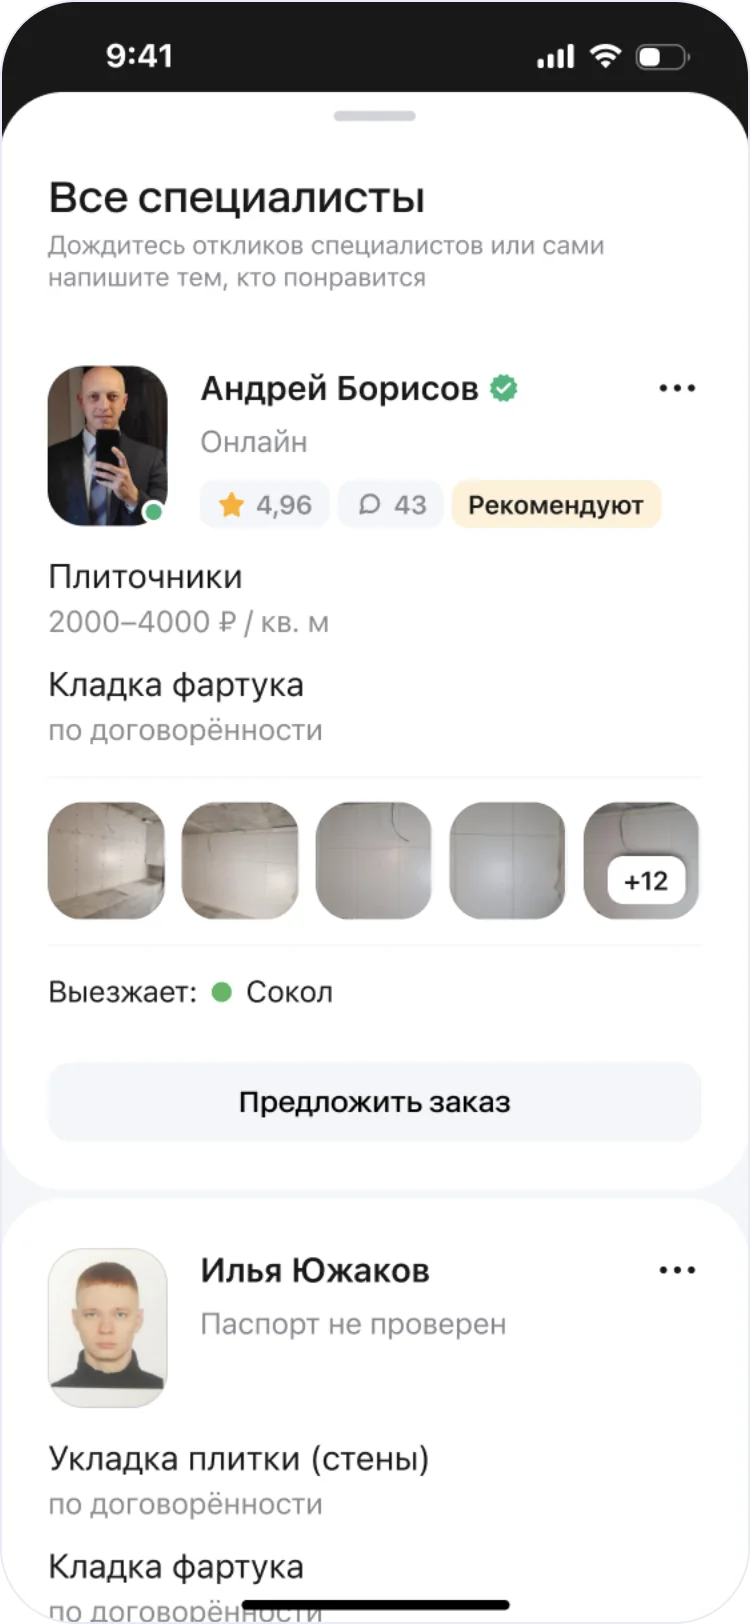 9:41
Все специалисты
Дождитесь откликов специалистов или сами
напишите тем, кто понравится
Андрей Борисов
Онлайн
4,96 43 Рекомендуют
Плиточники
2000–4000 ₽ / кв. м
Кладка фартука
по договорённости
+12
Выезжает: Сокол
Предложить заказ
Илья Южаков
Паспорт не проверен
Укладка плитки (стены)
по договорённости
Кладка фартука
по договорённости